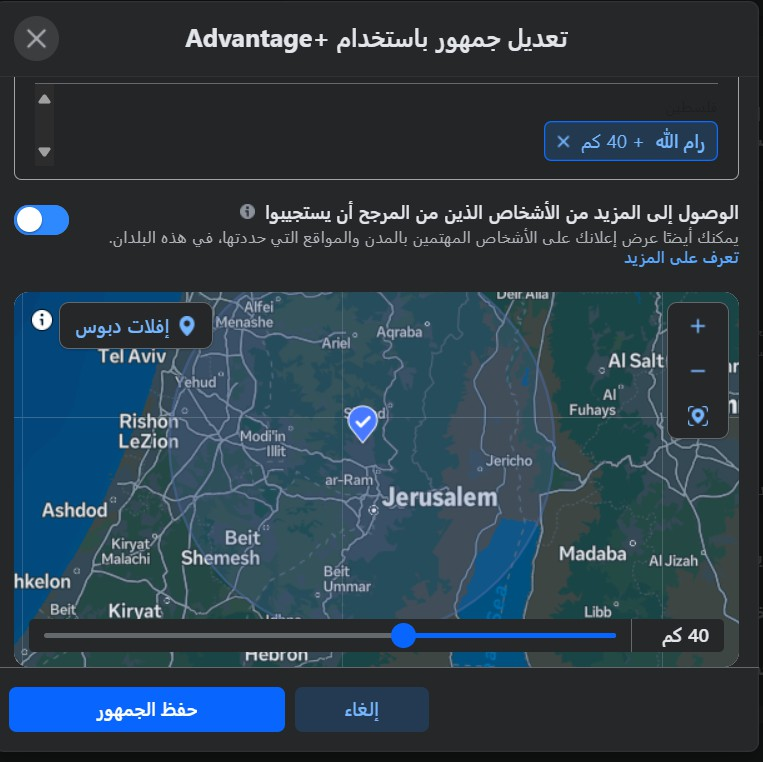 تعديل جمهور باستخدام Advantage+
رام الله + 40 كم
الوصول إلى المزيد من الأشخاص الذين من المرجح أن يستجيبوا
يمكنك أيضًا عرض إعلانك على الأشخاص المهتمين بالمدن والمواقع التي حددتها، في هذه البلدان.
تعرف على المزيد
إفلات دبوس
Alfei
Menashe
Deir Alla
Tel Aviv
Ariel
Aqraba
Yehud
Al Salt
Al
Fuhays
Rishon
LeZion
Modi'in
Illit
ar-Ram
Jericho
Jerusalem
Ashdod
Kiryat
Malachi
Beit
Shemesh
Madaba
Al Jizah
hkelon
Beit
Ummar
Beit
Kiryat
Libb
40 كم
Hebron
حفظ الجمهور
إلغاء